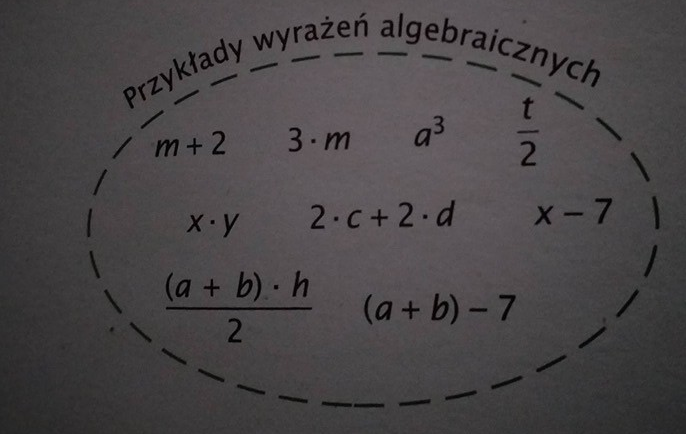 Przykłady wyrażeń algebraicznych
m + 2 3 · m a³ t/2
x · y 2 · c + 2 · d x − 7
(a + b) · h / 2 (a + b) − 7